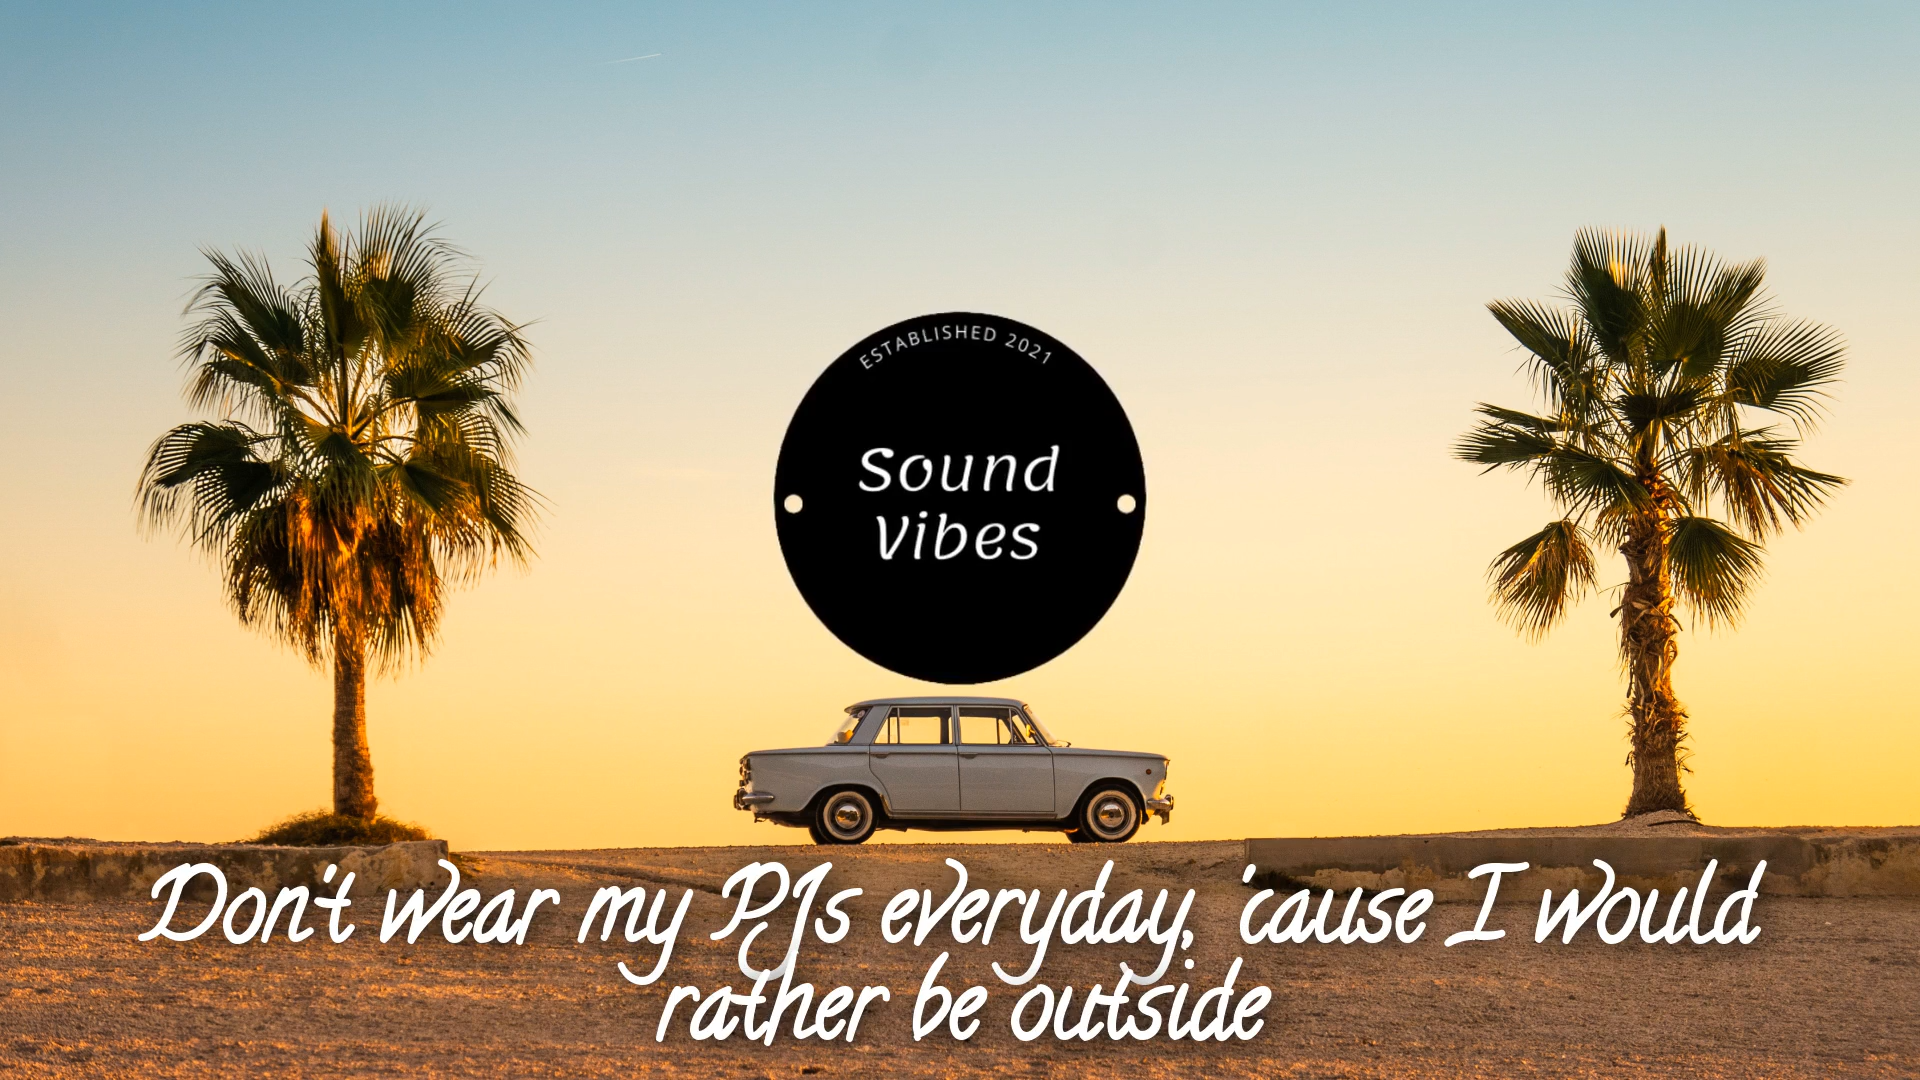 ESTABLISHED 2021
Sound
Vibes
Don't wear my PJs everyday, 'cause I would
rather be outside